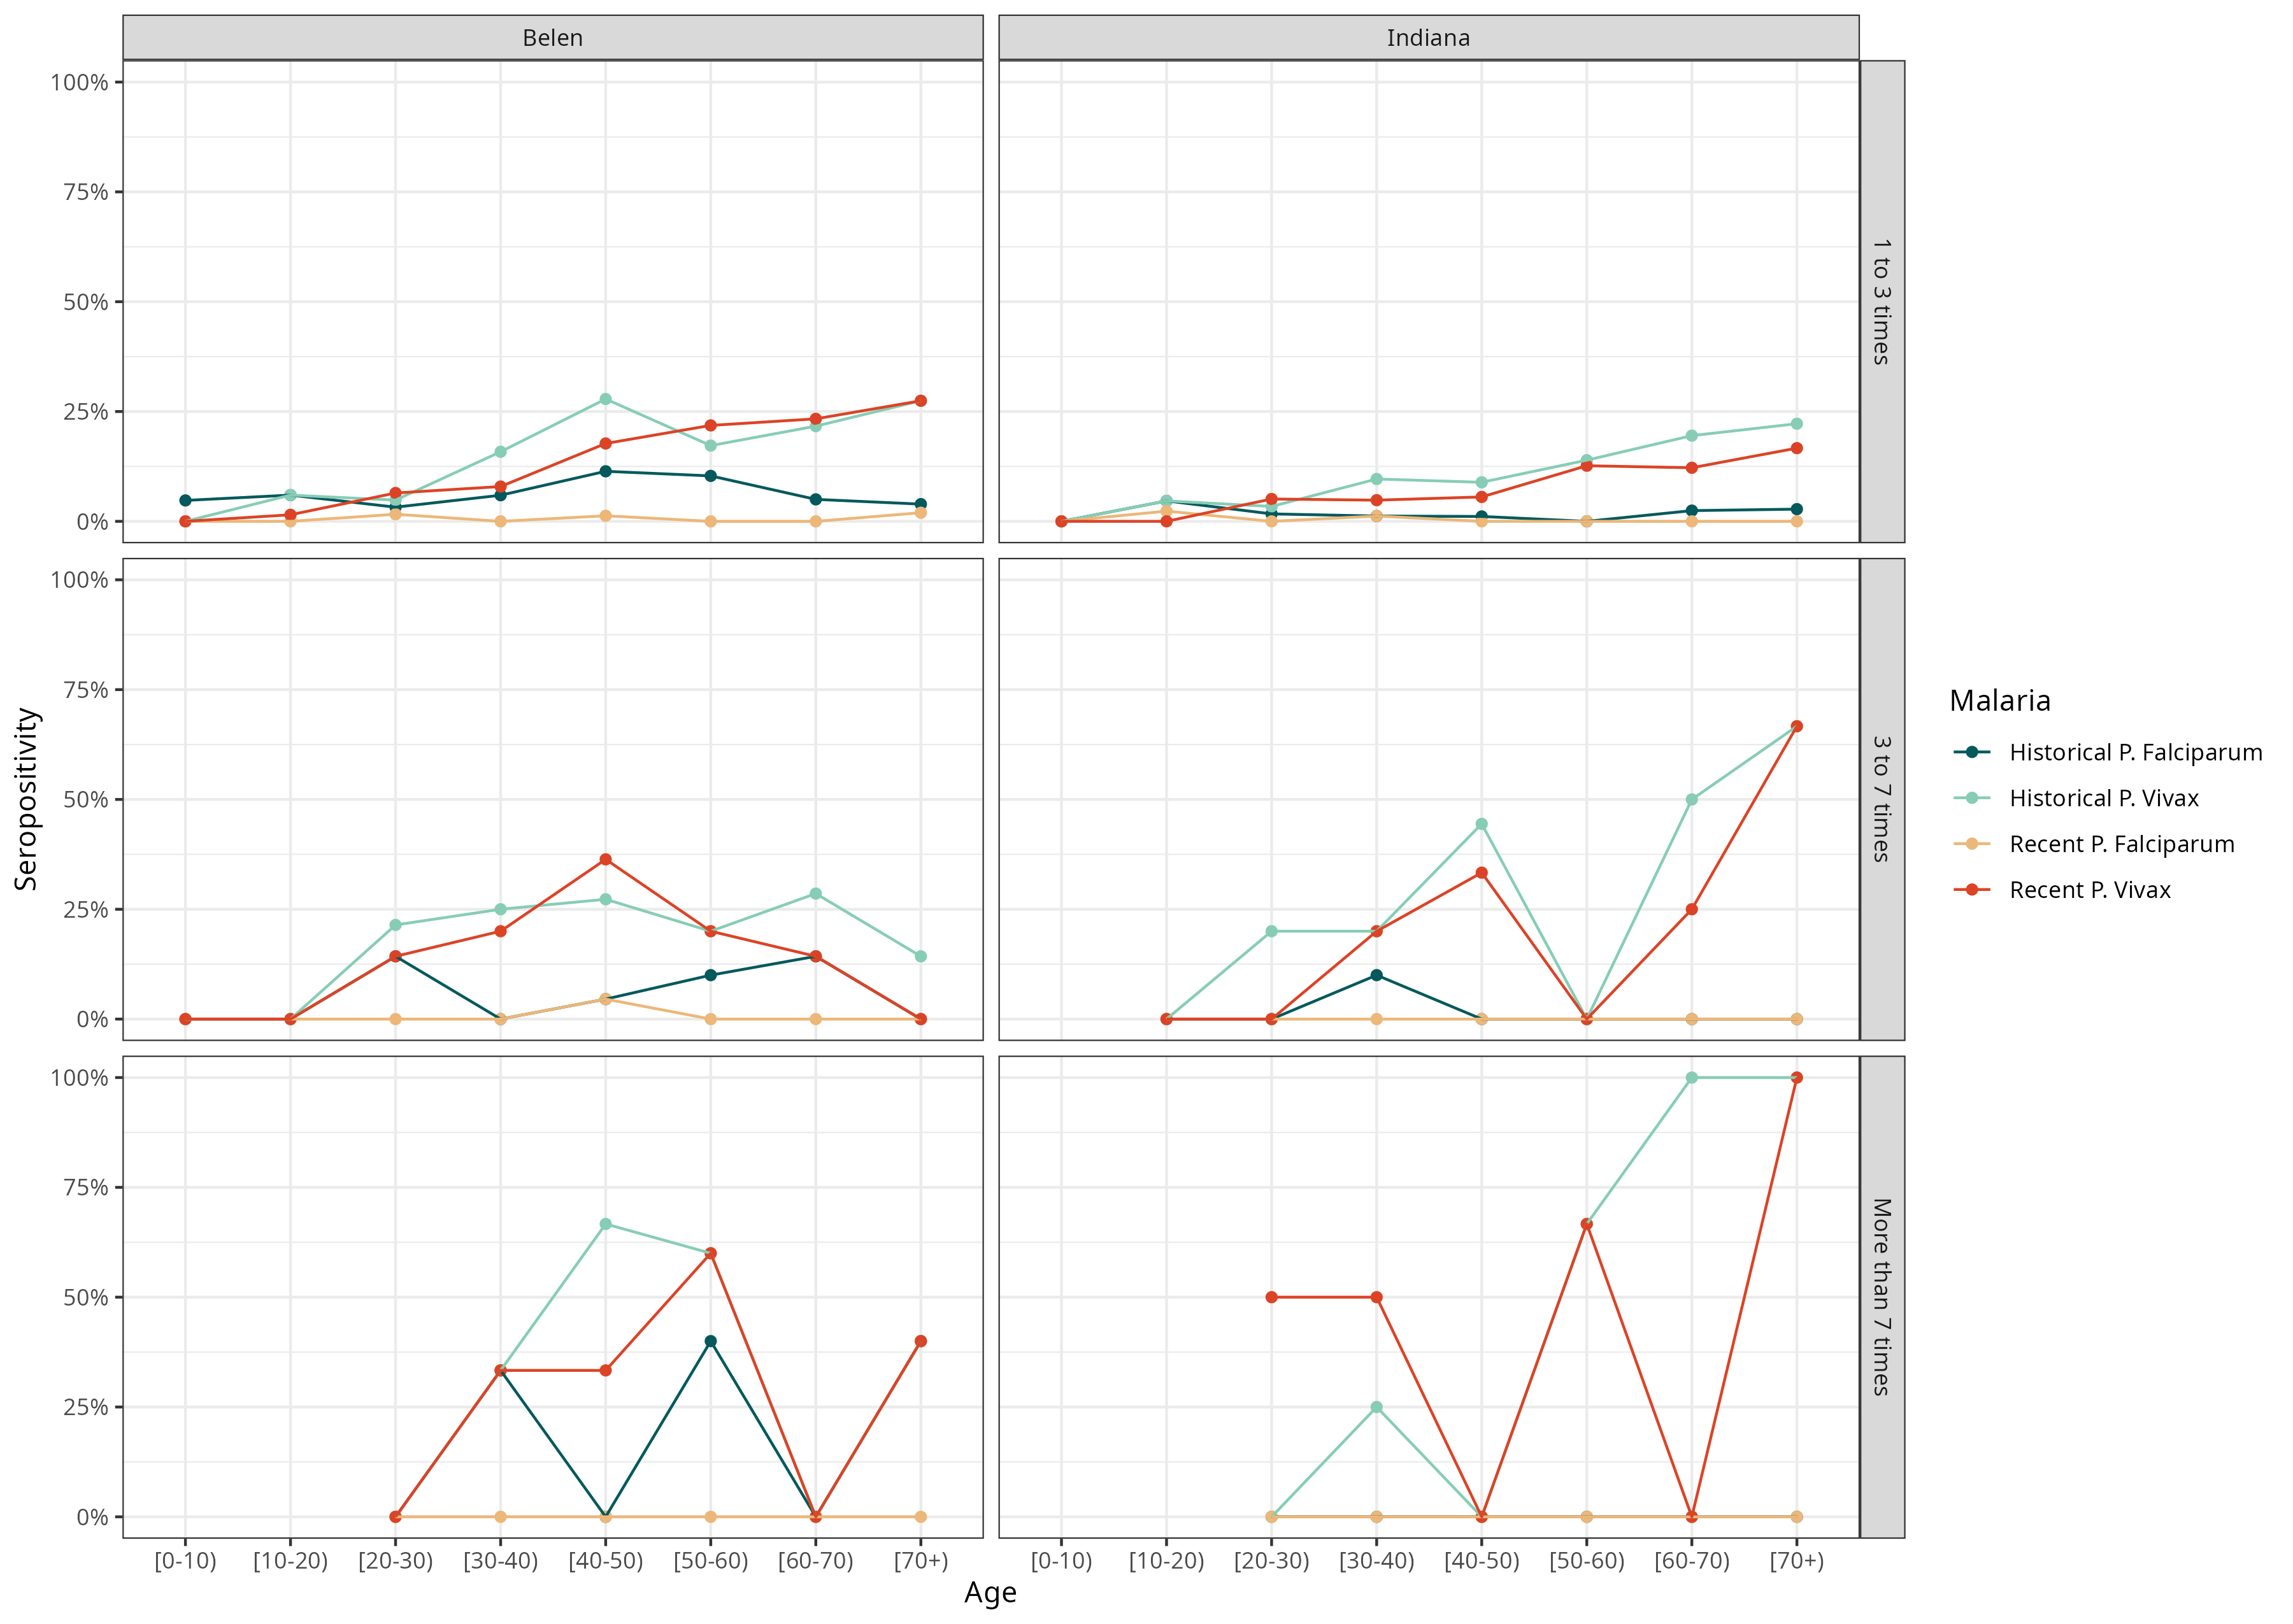 Belen
Indiana
100%
75%
50%
25%
0%
1 to 3 times
100%
75%
50%
25%
0%
3 to 7 times
100%
75%
50%
25%
0%
More than 7 times
[0-10) [10-20) [20-30) [30-40) [40-50) [50-60) [60-70) [70+)
[0-10) [10-20) [20-30) [30-40) [40-50) [50-60) [60-70) [70+)
Age
Seropositivity
Malaria
Historical P. Falciparum
Historical P. Vivax
Recent P. Falciparum
Recent P. Vivax